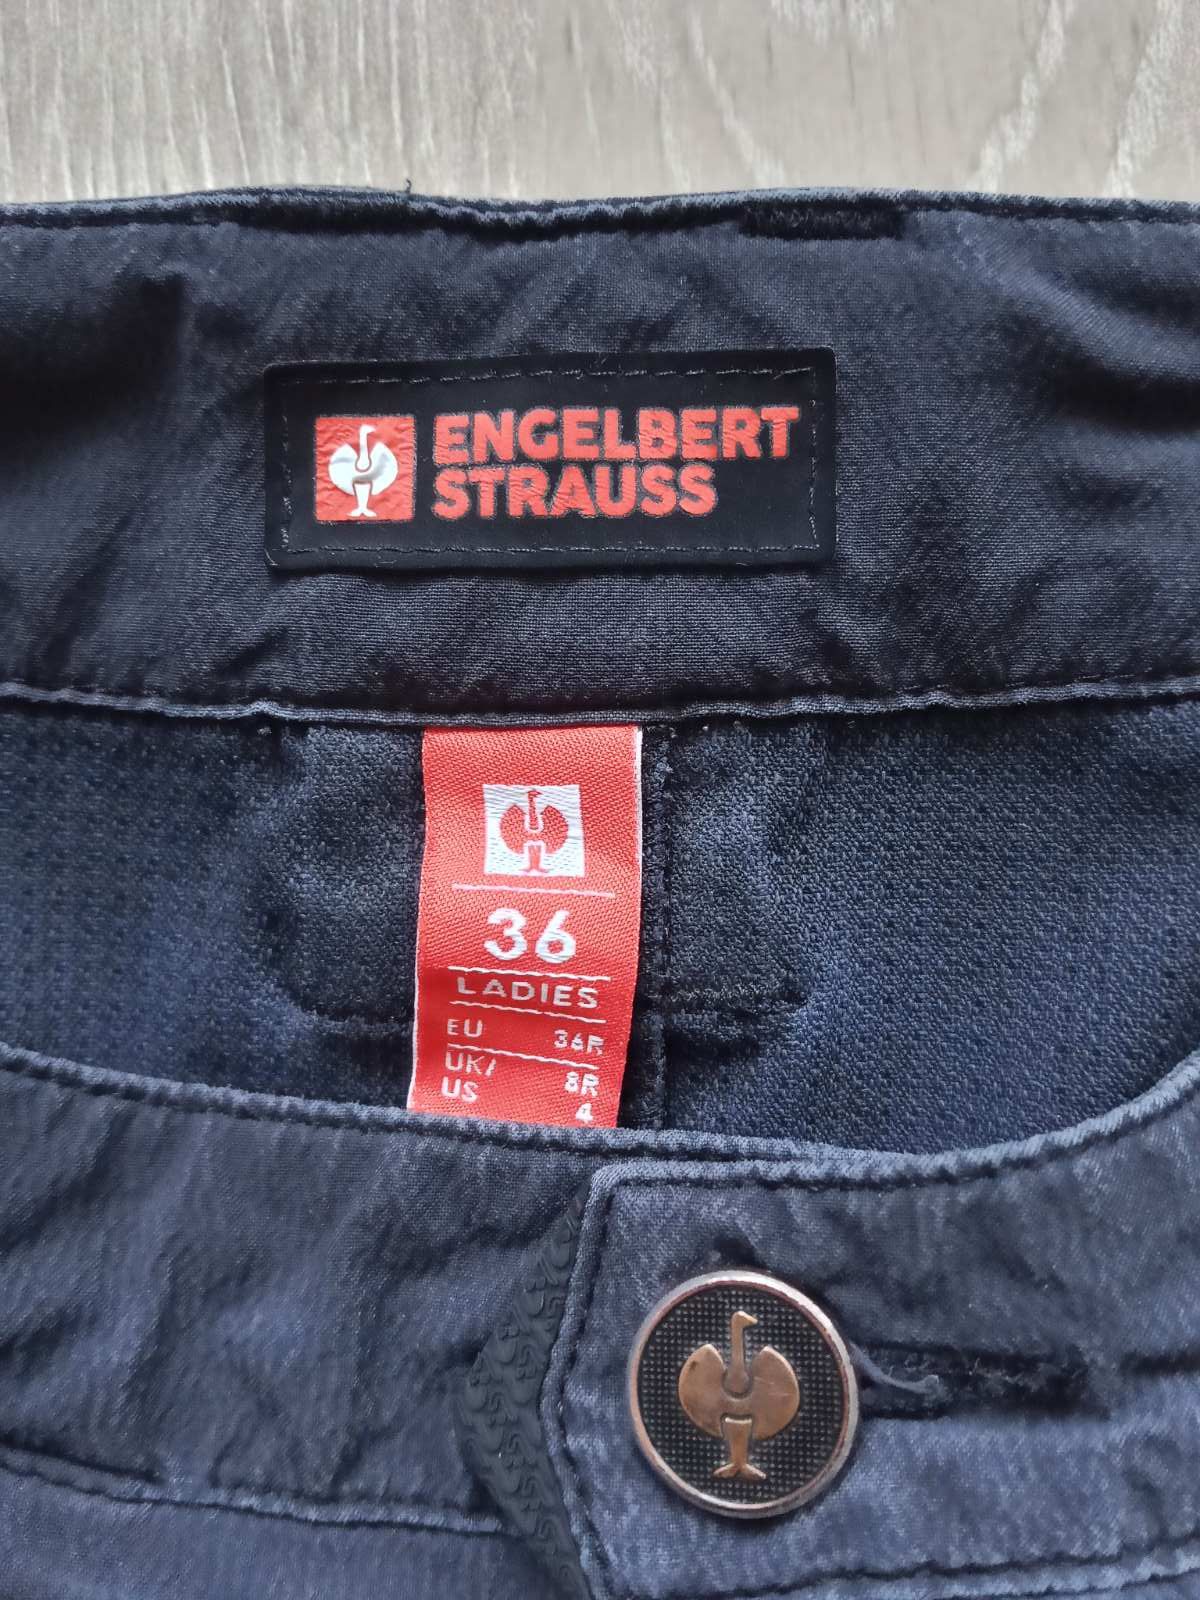 ENGELBERT
STRAUSS
36
LADIES
EU 36R
UK/ 8R
US 4